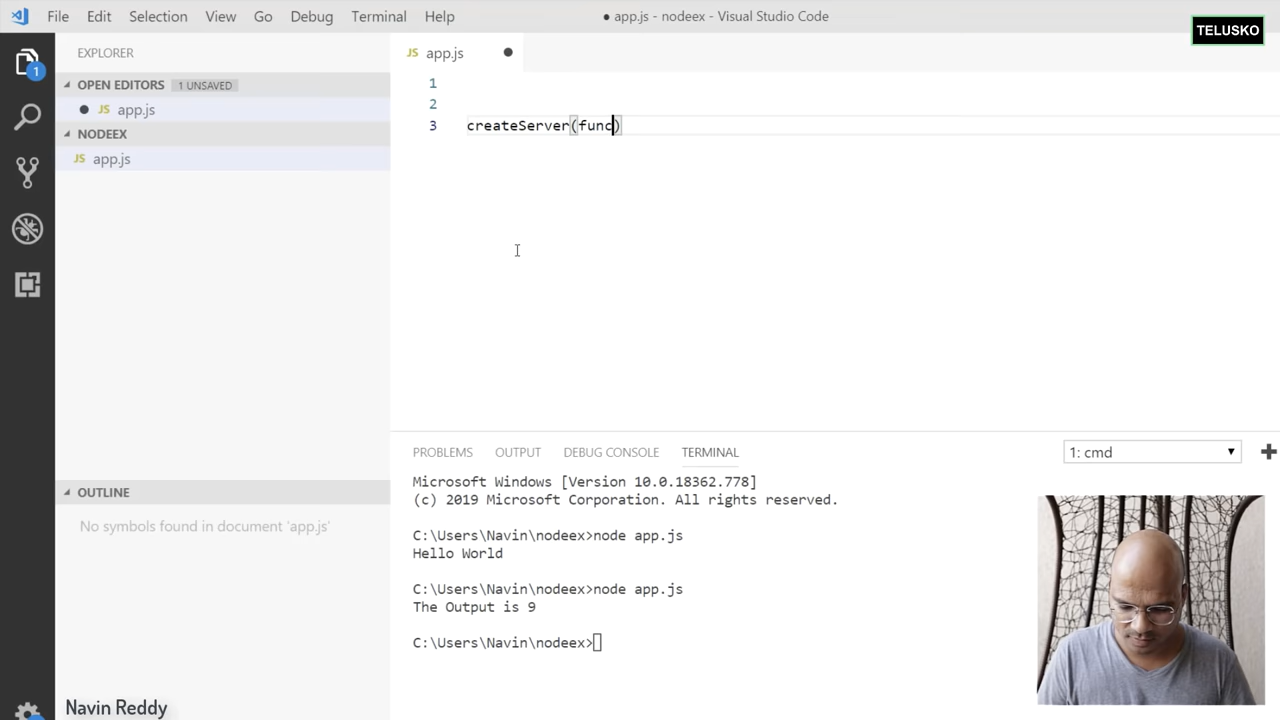 File Edit Selection View Go Debug Terminal Help
● app.js - nodeex - Visual Studio Code
TELUSKO
EXPLORER
OPEN EDITORS 1 UNSAVED
● JS app.js
NODEEX
JS app.js
OUTLINE
No symbols found in document 'app.js'
1
JS app.js ●
1
2
3 createServer(func)
PROBLEMS OUTPUT DEBUG CONSOLE TERMINAL
1: cmd
Microsoft Windows [Version 10.0.18362.778]
(c) 2019 Microsoft Corporation. All rights reserved.
C:\Users\Navin\nodeex>node app.js
Hello World
C:\Users\Navin\nodeex>node app.js
The Output is 9
C:\Users\Navin\nodeex>
Navin Reddy